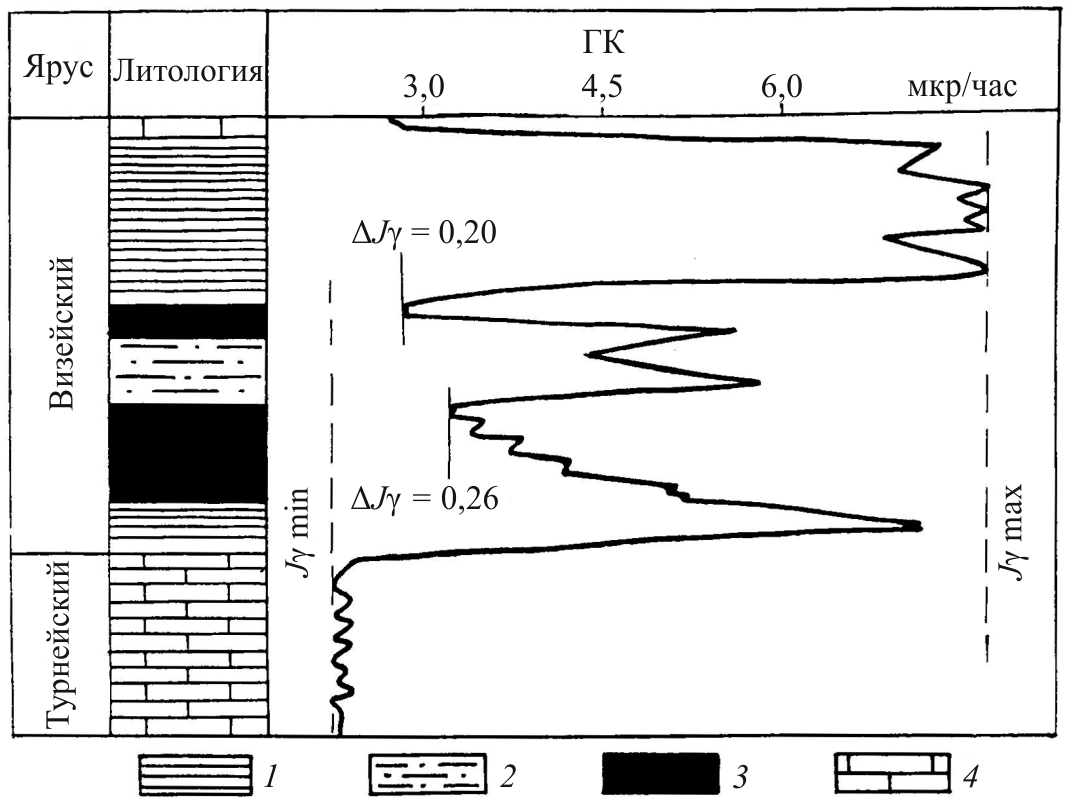 Ярус
Литология
ГК
3,0 4,5 6,0 мкр/час
Визейский
Турнейский
ΔJγ = 0,20
ΔJγ = 0,26
Jγ min
Jγ max
1 2 3 4